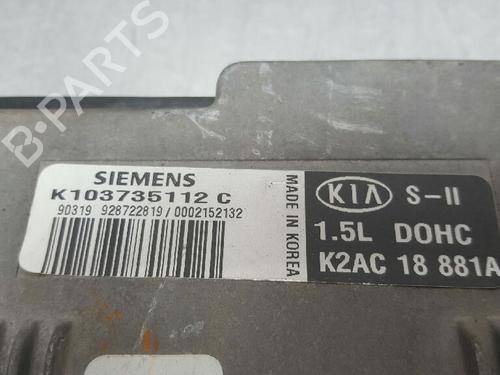 B-PARTS
SIEMENS
K103735112 C
90319 928722819/0002152132
MADE IN KOREA
KIA S-II
1.5L DOHC
K2AC 18 881A